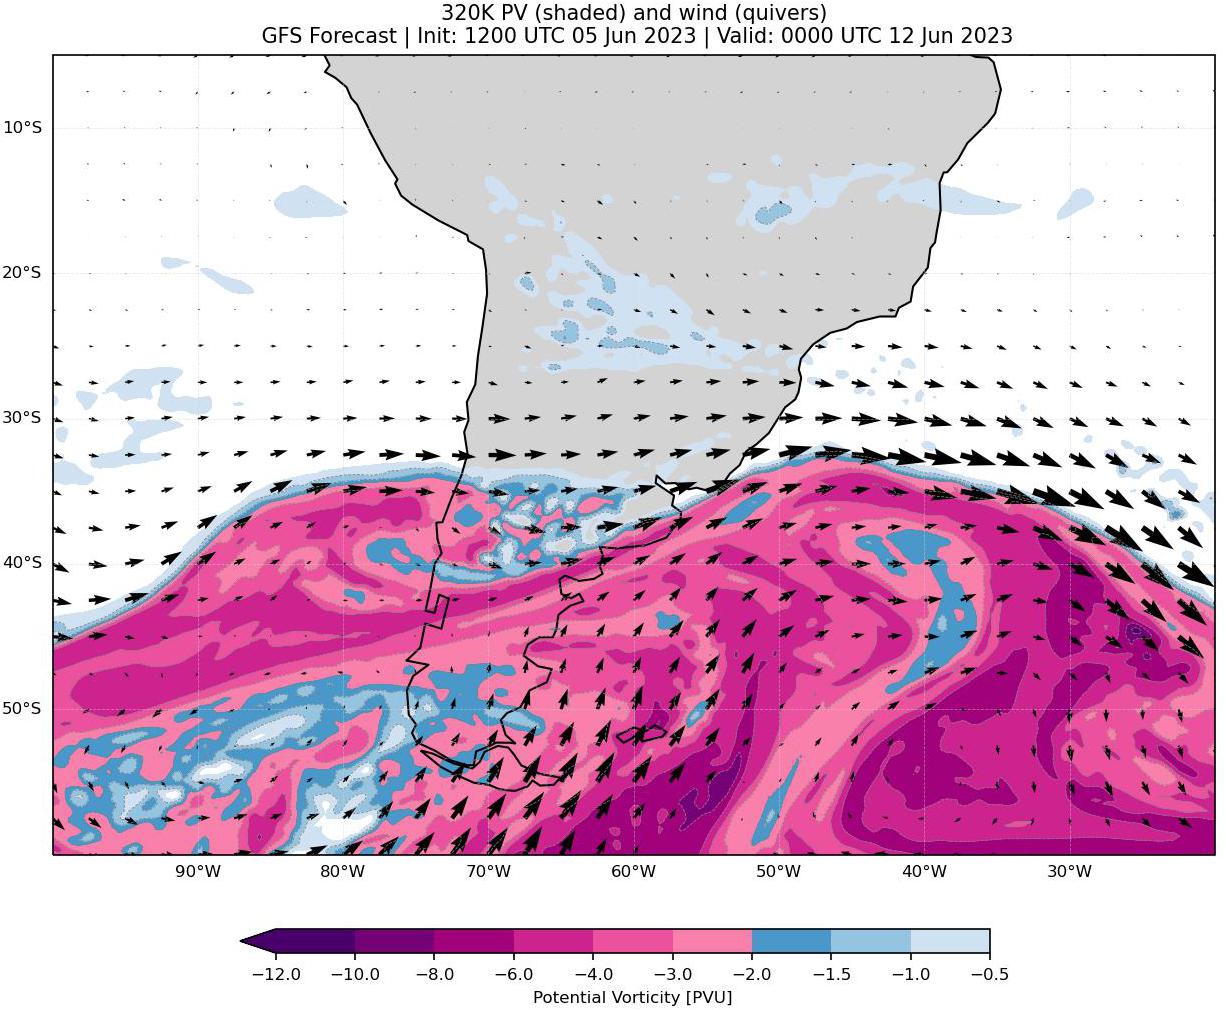 320K PV (shaded) and wind (quivers)
GFS Forecast | Init: 1200 UTC 05 Jun 2023 | Valid: 0000 UTC 12 Jun 2023
10°S
20°S
30°S
40°S
50°S
90°W 80°W 70°W 60°W 50°W 40°W 30°W
−12.0 −10.0 −8.0 −6.0 −4.0 −3.0 −2.0 −1.5 −1.0 −0.5
Potential Vorticity [PVU]